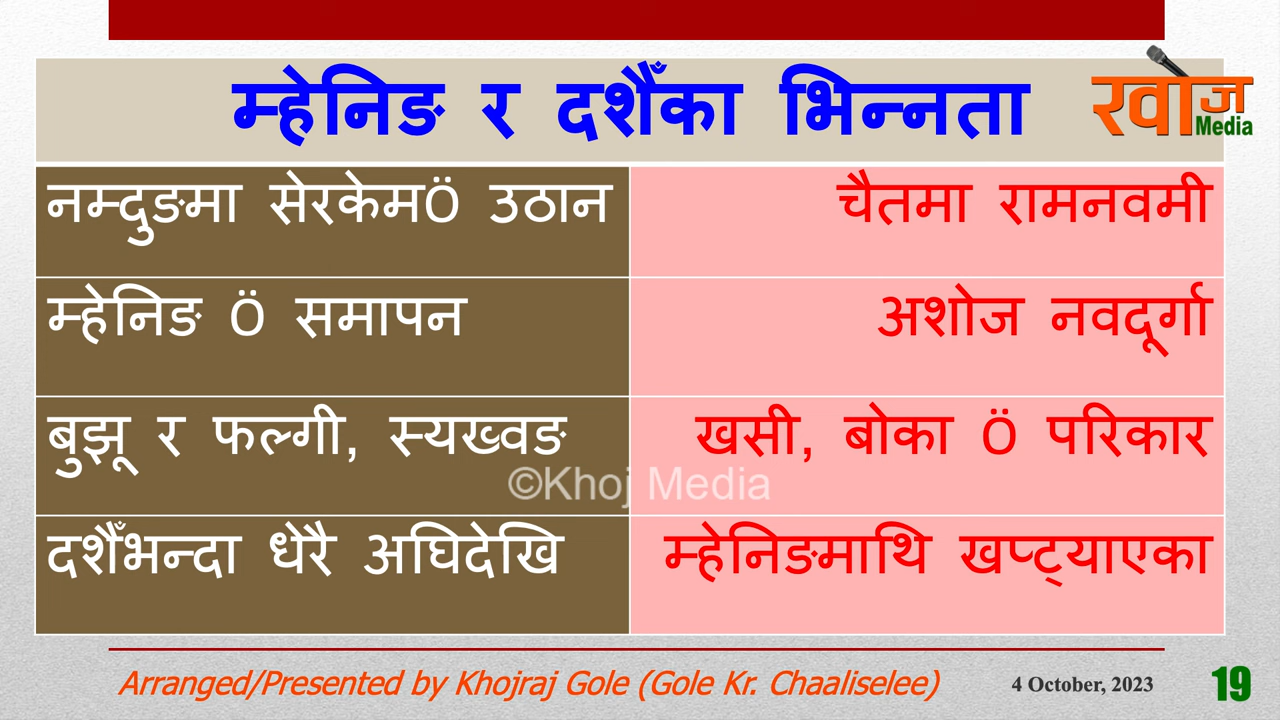 म्हेनिङ र दशैँका भिन्नता
खोज
Media
नम्दुङमा सेरकेमÖ उठान
चैतमा रामनवमी
म्हेनिङ Ö समापन
अशोज नवदूर्गा
बुझू र फल्गी, स्यख्वङ
खसी, बोका Ö परिकार
©Khoj Media
दशैँभन्दा धेरै अघिदेखि
म्हेनिङमाथि खप्ट्याएका
Arranged/Presented by Khojraj Gole (Gole Kr. Chaaliselee)
4 October, 2023
19